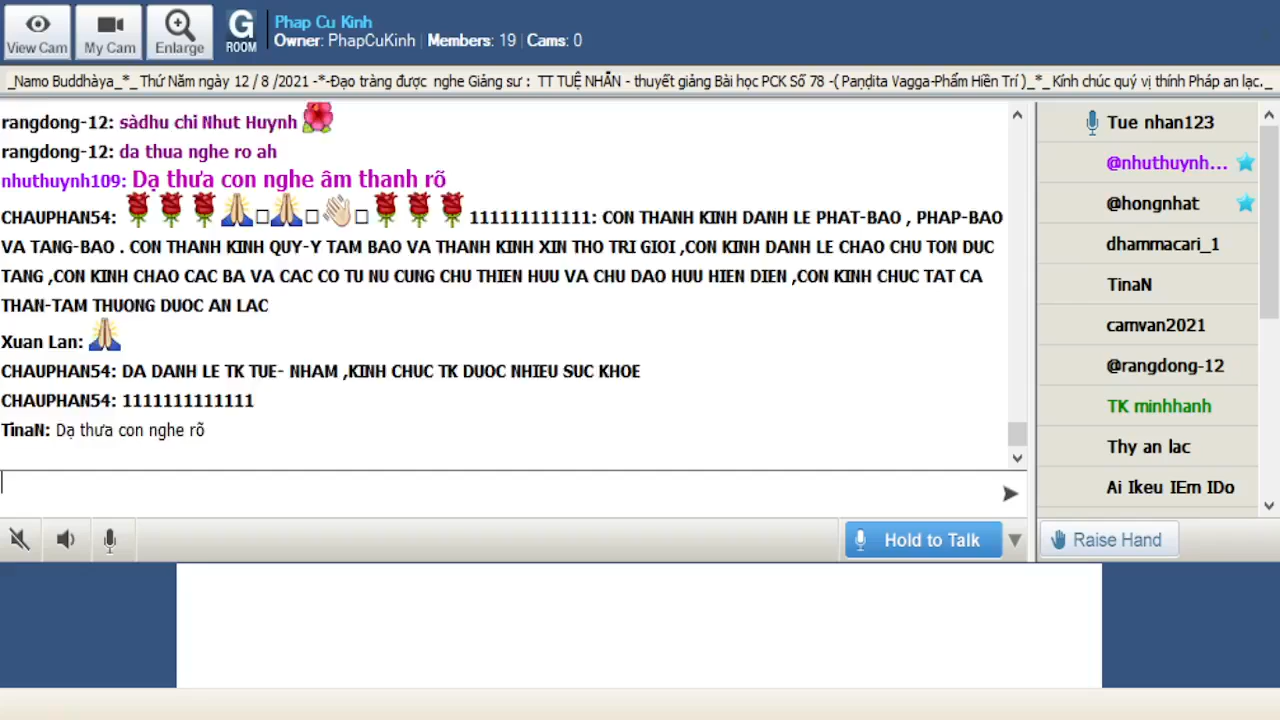 View Cam
My Cam
Enlarge
G
ROOM
Phap Cu Kinh
Owner: PhapCuKinh | Members: 19 | Cams: 0
_Namo Buddhàya_*_ Thứ Năm ngày 12 / 8 /2021 -*-Đạo tràng được nghe Giảng sư : TT TUỆ NHẪN - thuyết giảng Bài học PCK Số 78 -( Paṇḍita Vagga-Phẩm Hiền Trí )_*_ Kính chúc quý vị thính Pháp an lạc._
rangdong-12: sàdhu chi Nhut Huynh
rangdong-12: da thua nghe ro ah
nhuthuynh109: Dạ thưa con nghe âm thanh rõ
CHAUPHAN54: 111111111111: CON THANH KINH DANH LE PHAT-BAO , PHAP-BAO
VA TANG-BAO . CON THANH KINH QUY-Y TAM BAO VA THANH KINH XIN THO TRI GIOI ,CON KINH DANH LE CHAO CHU TON DUC
TANG ,CON KINH CHAO CAC BA VA CAC CO TU NU CUNG CHU THIEN HUU VA CHU DAO HUU HIEN DIEN ,CON KINH CHUC TAT CA
THAN-TAM THUONG DUOC AN LAC
Xuan Lan:
CHAUPHAN54: DA DANH LE TK TUE- NHAM ,KINH CHUC TK DUOC NHIEU SUC KHOE
CHAUPHAN54: 1111111111111
TinaN: Dạ thưa con nghe rõ
Tue nhan123
@nhuthuynh...
@hongnhat
dhammacari_1
TinaN
camvan2021
@rangdong-12
TK minhhanh
Thy an lac
Ai Ikeu IEm IDo
Hold to Talk
Raise Hand